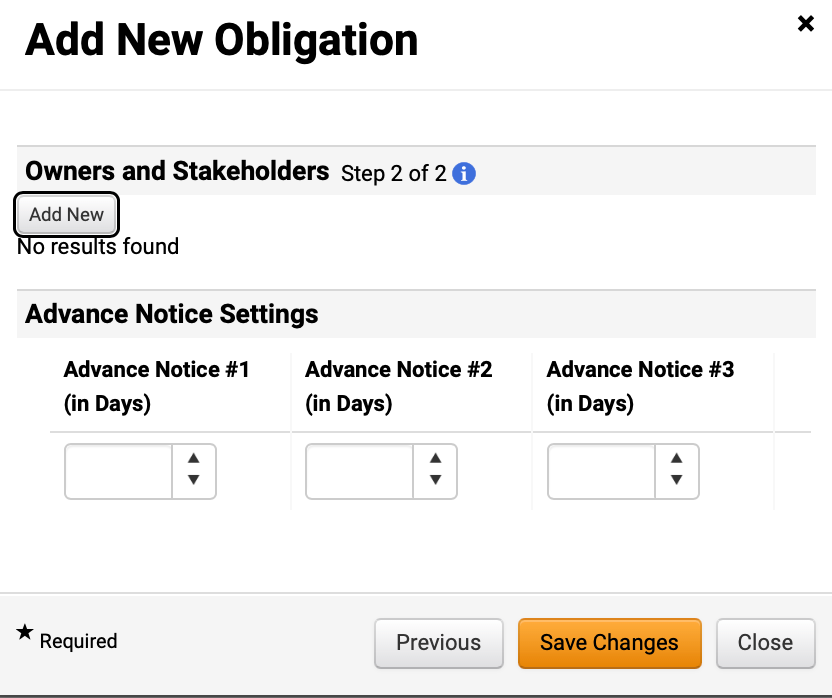 Add New Obligation
Owners and Stakeholders Step 2 of 2
Add New
No results found
Advance Notice Settings
Advance Notice #1 (in Days)
Advance Notice #2 (in Days)
Advance Notice #3 (in Days)
★ Required
Previous
Save Changes
Close